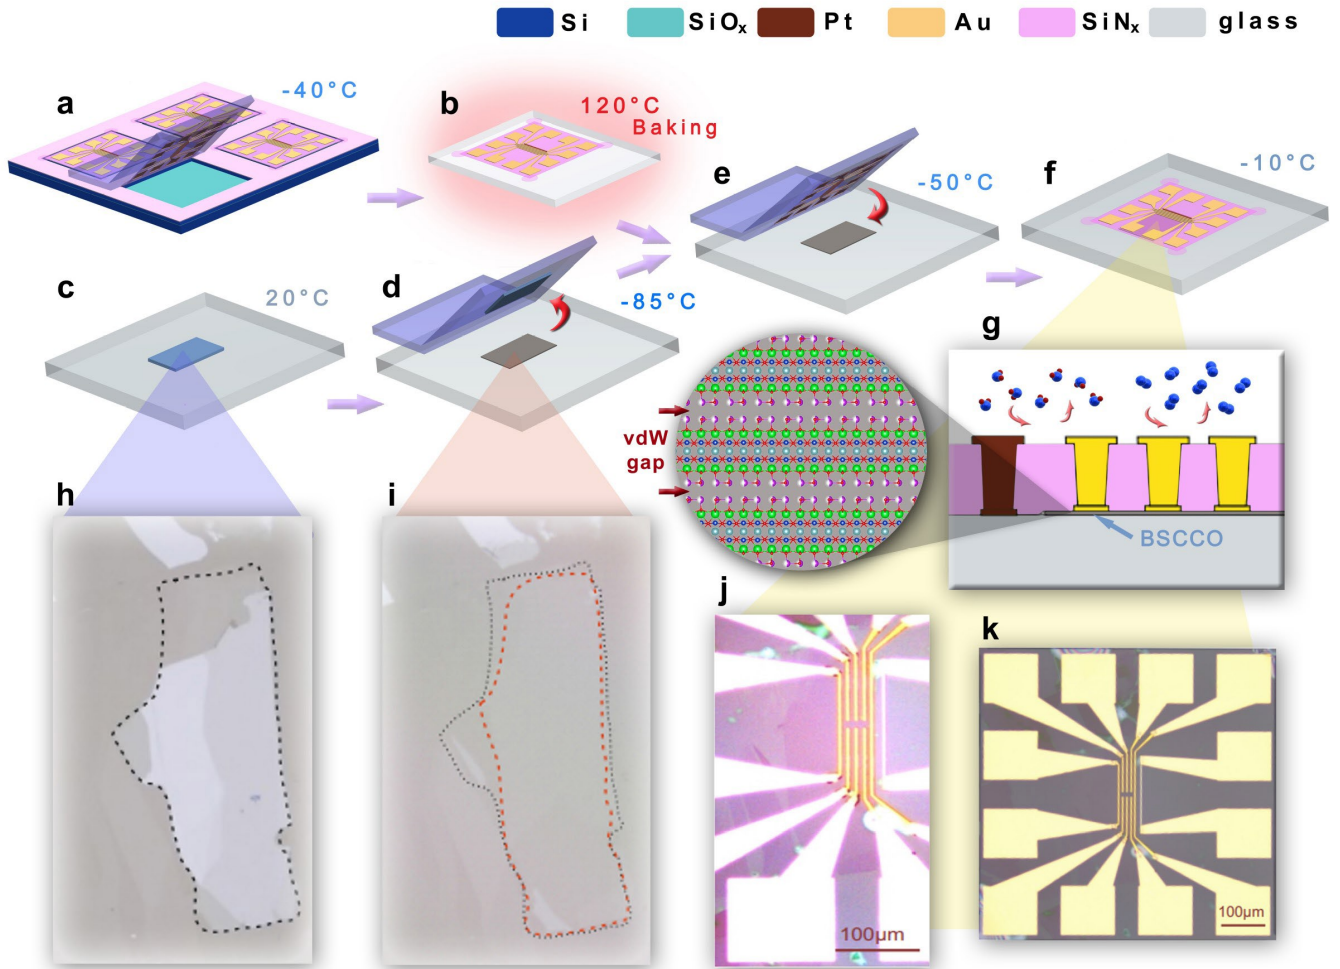 Si SiOₓ Pt Au SiNₓ glass
a
-40°C
b
120°C
Baking
c
20°C
d
-85°C
e
-50°C
f
-10°C
g
vdW
gap
BSCCO
h
i
j
100µm
k
100µm